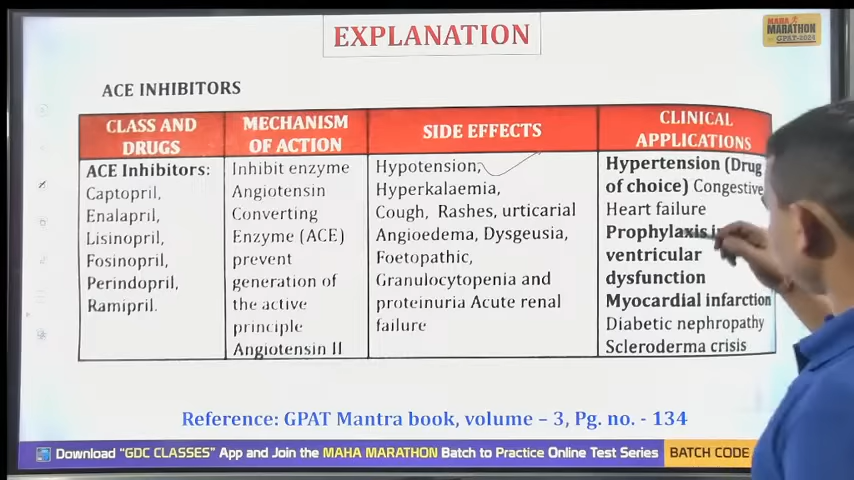 EXPLANATION
MAHA
MARATHON
GPAT-2024
ACE INHIBITORS
CLASS AND
DRUGS
MECHANISM
OF ACTION
SIDE EFFECTS
CLINICAL
APPLICATIONS
ACE Inhibitors:
Captopril,
Enalapril,
Lisinopril,
Fosinopril,
Perindopril,
Ramipril.
Inhibit enzyme
Angiotensin
Converting
Enzyme (ACE)
prevent
generation of
the active
principle
Angiotensin II
Hypotension,
Hyperkalaemia,
Cough, Rashes, urticarial
Angioedema, Dysgeusia,
Foetopathic,
Granulocytopenia and
proteinuria Acute renal
failure
Hypertension (Drug
of choice) Congestive
Heart failure
Prophylaxis
ventricular
dysfunction
Myocardial infarction
Diabetic nephropathy
Scleroderma crisis
Reference: GPAT Mantra book, volume – 3, Pg. no. - 134
Download "GDC CLASSES" App and Join the MAHA MARATHON Batch to Practice Online Test Series
BATCH CODE